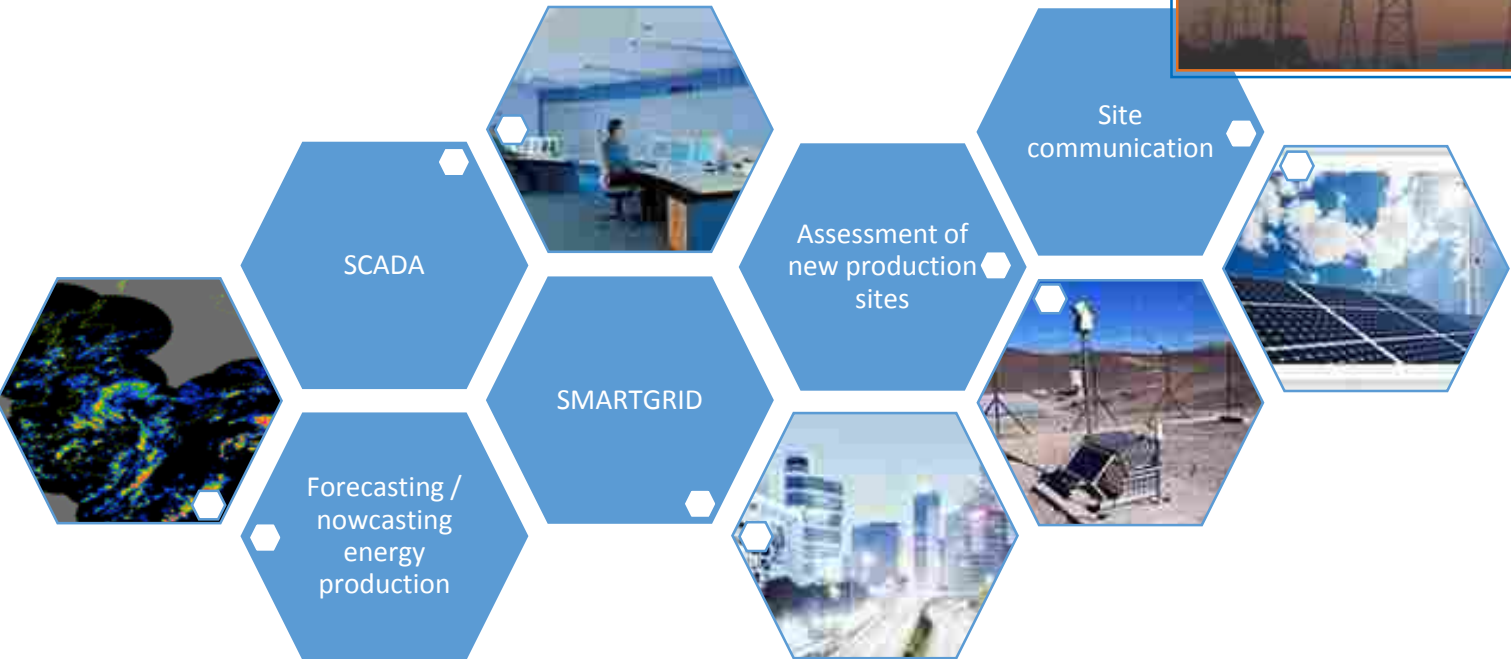 Site
communication
SCADA
Assessment of
new production
sites
SMARTGRID
Forecasting /
nowcasting
energy
production